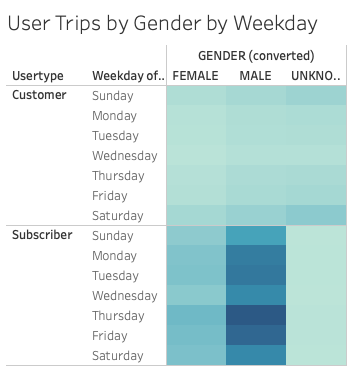 User Trips by Gender by Weekday
GENDER (converted)
Usertype Weekday of.. FEMALE MALE UNKNO..
Customer Sunday
Monday
Tuesday
Wednesday
Thursday
Friday
Saturday
Subscriber Sunday
Monday
Tuesday
Wednesday
Thursday
Friday
Saturday